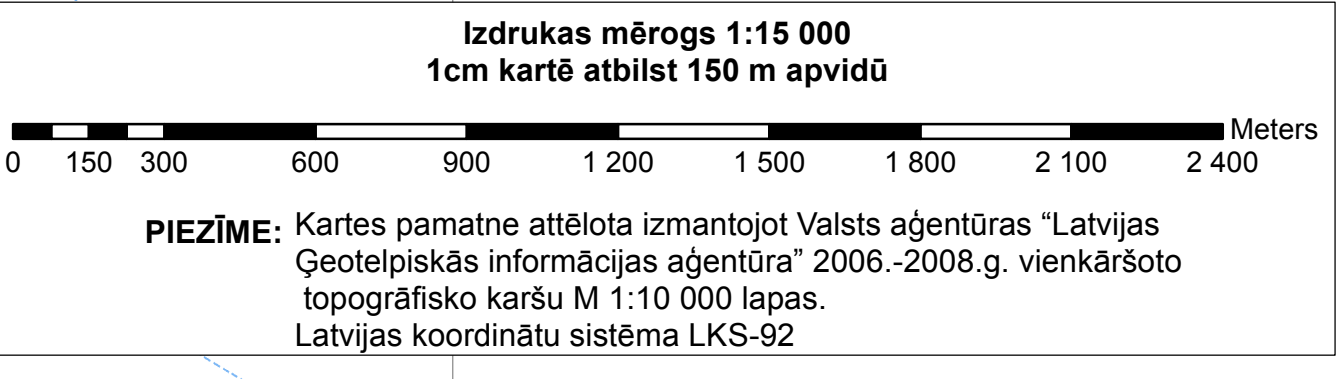 Izdrukas mērogs 1:15 000
1cm kartē atbilst 150 m apvidū
Meters
0 150 300 600 900 1 200 1 500 1 800 2 100 2 400
PIEZĪME: Kartes pamatne attēlota izmantojot Valsts aģentūras “Latvijas
Ģeotelpiskās informācijas aģentūra” 2006.-2008.g. vienkāršoto
topogrāfisko karšu M 1:10 000 lapas.
Latvijas koordinātu sistēma LKS-92